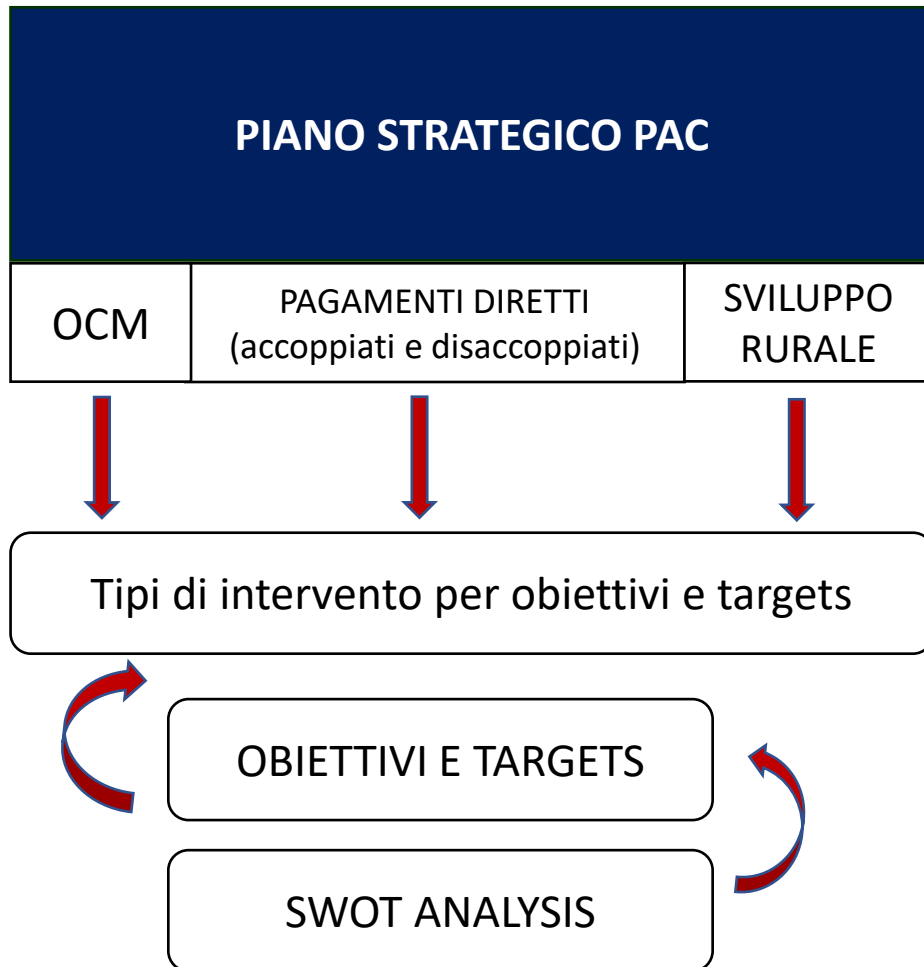 PIANO STRATEGICO PAC
OCM
PAGAMENTI DIRETTI
(accoppiati e disaccoppiati)
SVILUPPO
RURALE
Tipi di intervento per obiettivi e targets
OBIETTIVI E TARGETS
SWOT ANALYSIS